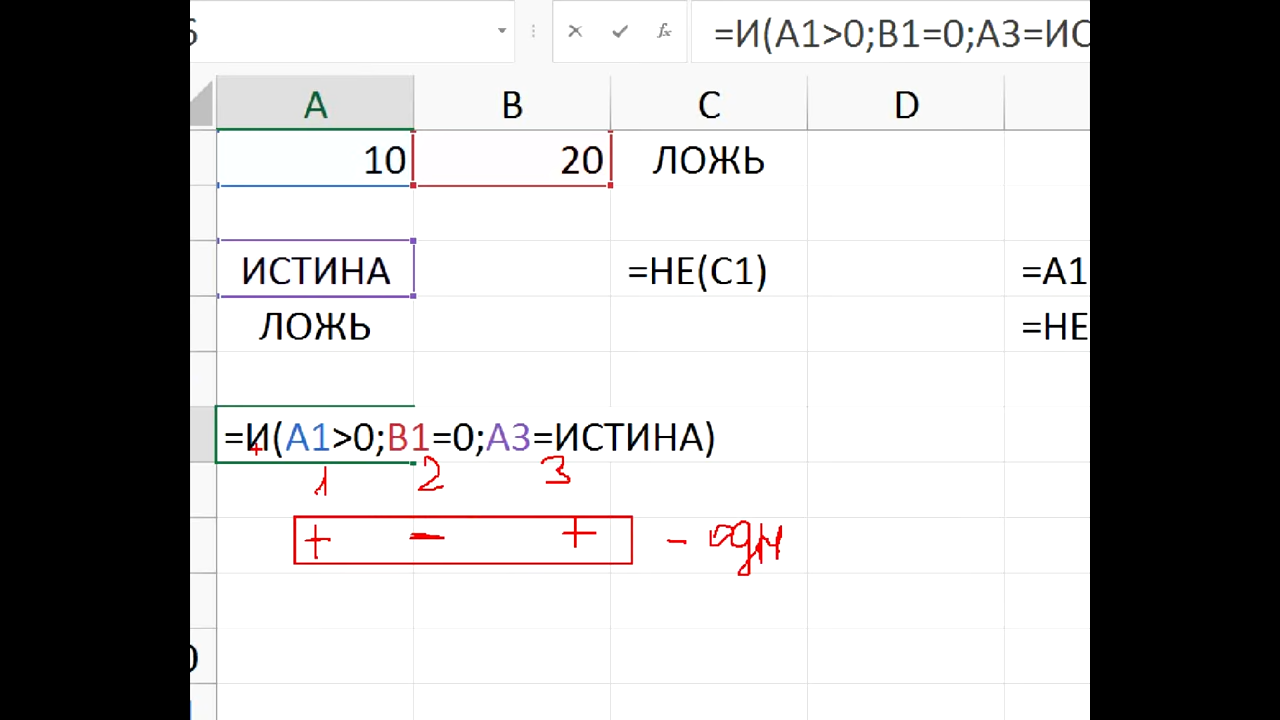 =И(A1>0;B1=0;A3=ИС
A B C D
10 20 ЛОЖЬ
ИСТИНА =НЕ(C1) =A1
ЛОЖЬ =НЕ
=И(A1>0;B1=0;A3=ИСТИНА)
1 2 3
+ - + -